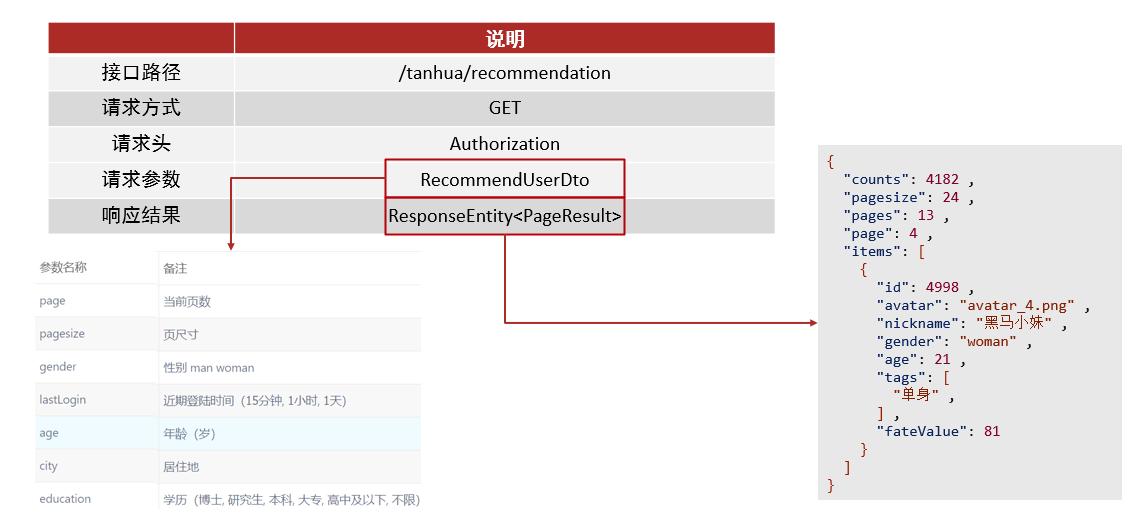 说明
接口路径 /tanhua/recommendation
请求方式 GET
请求头 Authorization
请求参数 RecommendUserDto
响应结果 ResponseEntity<PageResult>
参数名称 备注
page 当前页数
pagesize 页尺寸
gender 性别 man woman
lastLogin 近期登陆时间（15分钟, 1小时, 1天）
age 年龄（岁）
city 居住地
education 学历（博士, 研究生, 本科, 大专, 高中及以下, 不限）
{
"counts": 4182 ,
"pagesize": 24 ,
"pages": 13 ,
"page": 4 ,
"items": [
{
"id": 4998 ,
"avatar": "avatar_4.png" ,
"nickname": "黑马小妹" ,
"gender": "woman" ,
"age": 21 ,
"tags": [
"单身" ,
] ,
"fateValue": 81
}
]
}